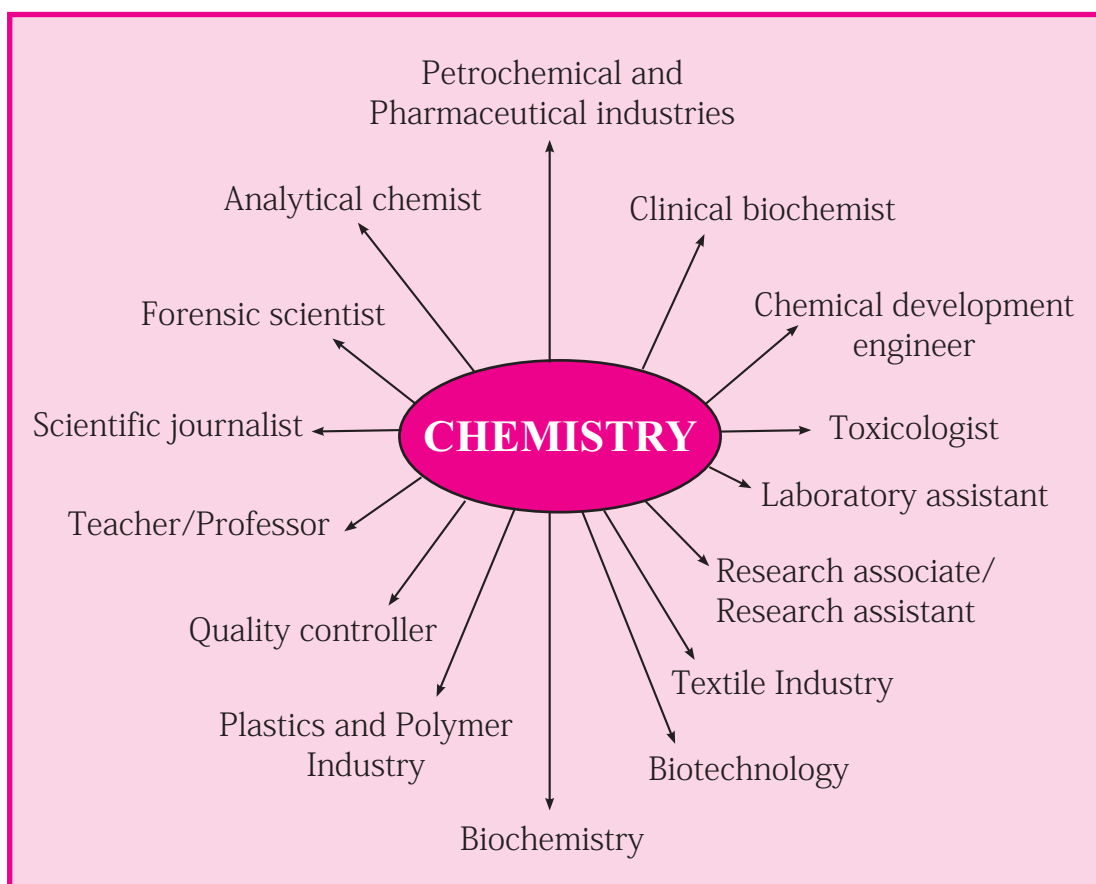 Petrochemical and
Pharmaceutical industries
Analytical chemist
Clinical biochemist
Forensic scientist
Chemical development
engineer
Scientific journalist
CHEMISTRY
Toxicologist
Laboratory assistant
Teacher/Professor
Research associate/
Research assistant
Quality controller
Textile Industry
Plastics and Polymer
Industry
Biotechnology
Biochemistry